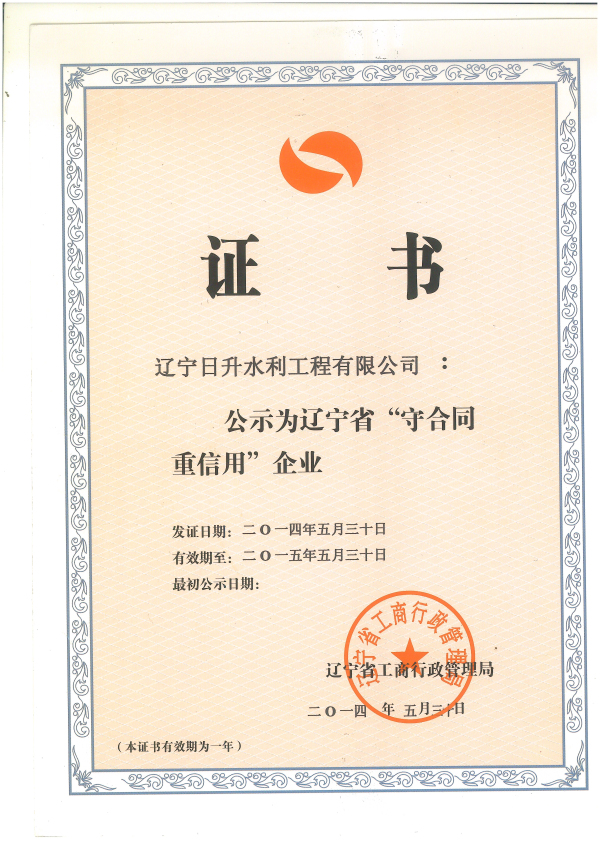 证 书
辽宁日升水利工程有限公司 :
公示为辽宁省“守合同
重信用”企业
发证日期: 二O一四年五月三十日
有效期至: 二O一五年五月三十日
最初公示日期:
辽宁省工商行政管理局
辽宁省工商行政管理局
二O一四 年 五月三十日
(本证书有效期为一年)